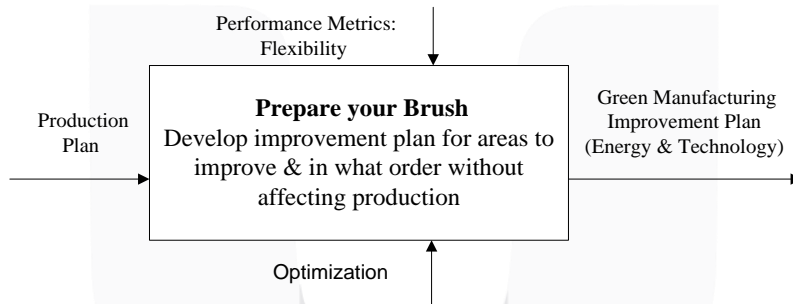 Performance Metrics:
Flexibility
Production
Plan
Prepare your Brush
Develop improvement plan for areas to
improve & in what order without
affecting production
Green Manufacturing
Improvement Plan
(Energy & Technology)
Optimization